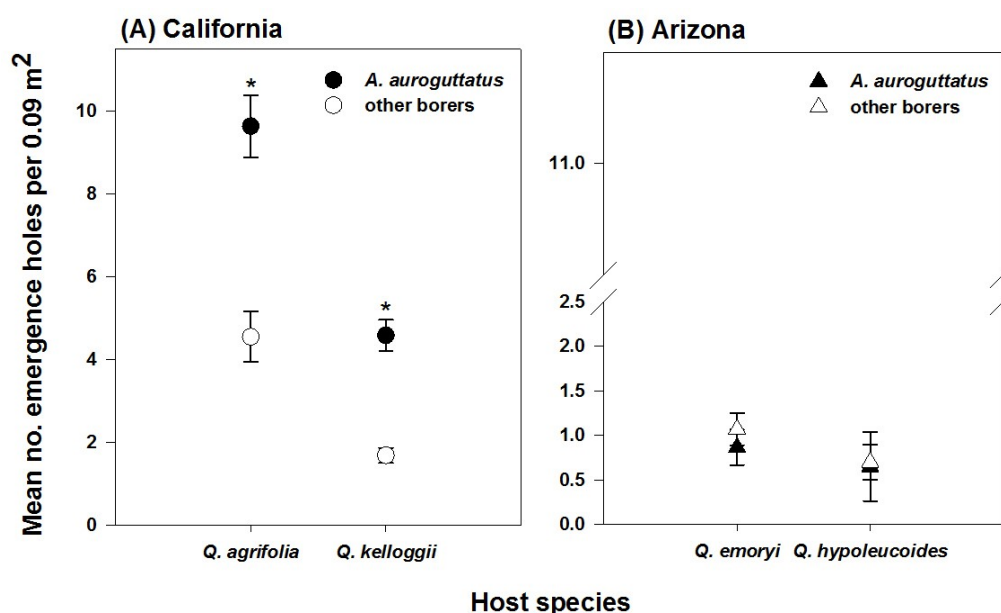 (A) California
(B) Arizona
Mean no. emergence holes per 0.09 m²
*
*
A. auroguttatus
other borers
10
8
6
4
2
0
Q. agrifolia
Q. kelloggii
A. auroguttatus
other borers
11.0
2.5
2.0
1.5
1.0
0.5
0.0
Q. emoryi
Q. hypoleucoides
Host species